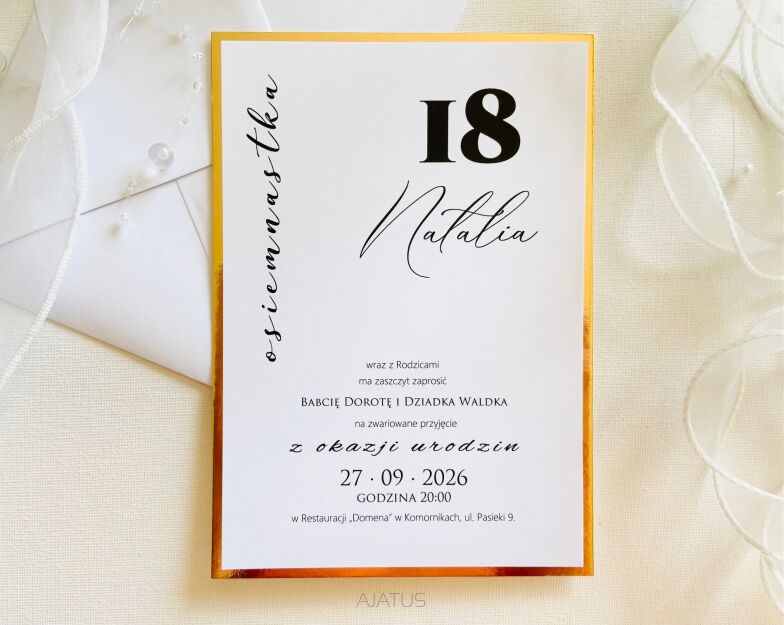 osiemnastka
18
Natalia
wraz z Rodzicami
ma zaszczyt zaprosić
Babcię Dorotę i Dziadka Waldka
na zwariowane przyjęcie
z okazji urodzin
27 · 09 · 2026
GODZINA 20:00
w Restauracji „Domena” w Komornikach, ul. Pasieki 9.
AJATUS